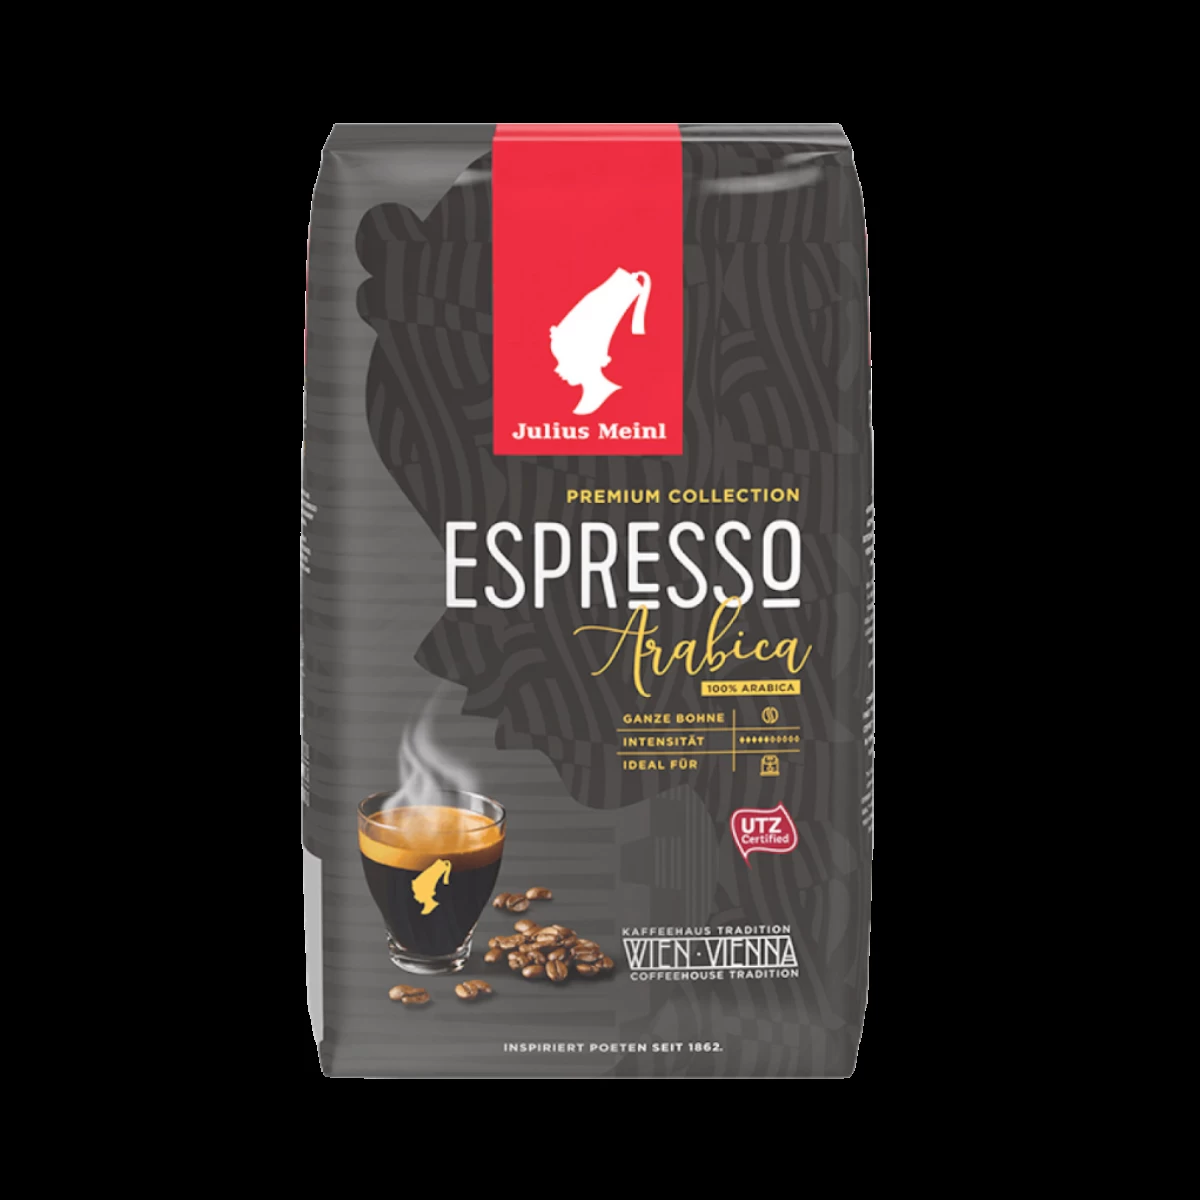 Julius Meinl
PREMIUM COLLECTION
ESPRESSO
Arabica
100% ARABICA
GANZE BOHNE
INTENSITÄT
IDEAL FÜR
UTZ
Certified
KAFFEEHAUS TRADITION
WIEN · VIENNA
COFFEEHOUSE TRADITION
INSPIRIERT POETEN SEIT 1862.